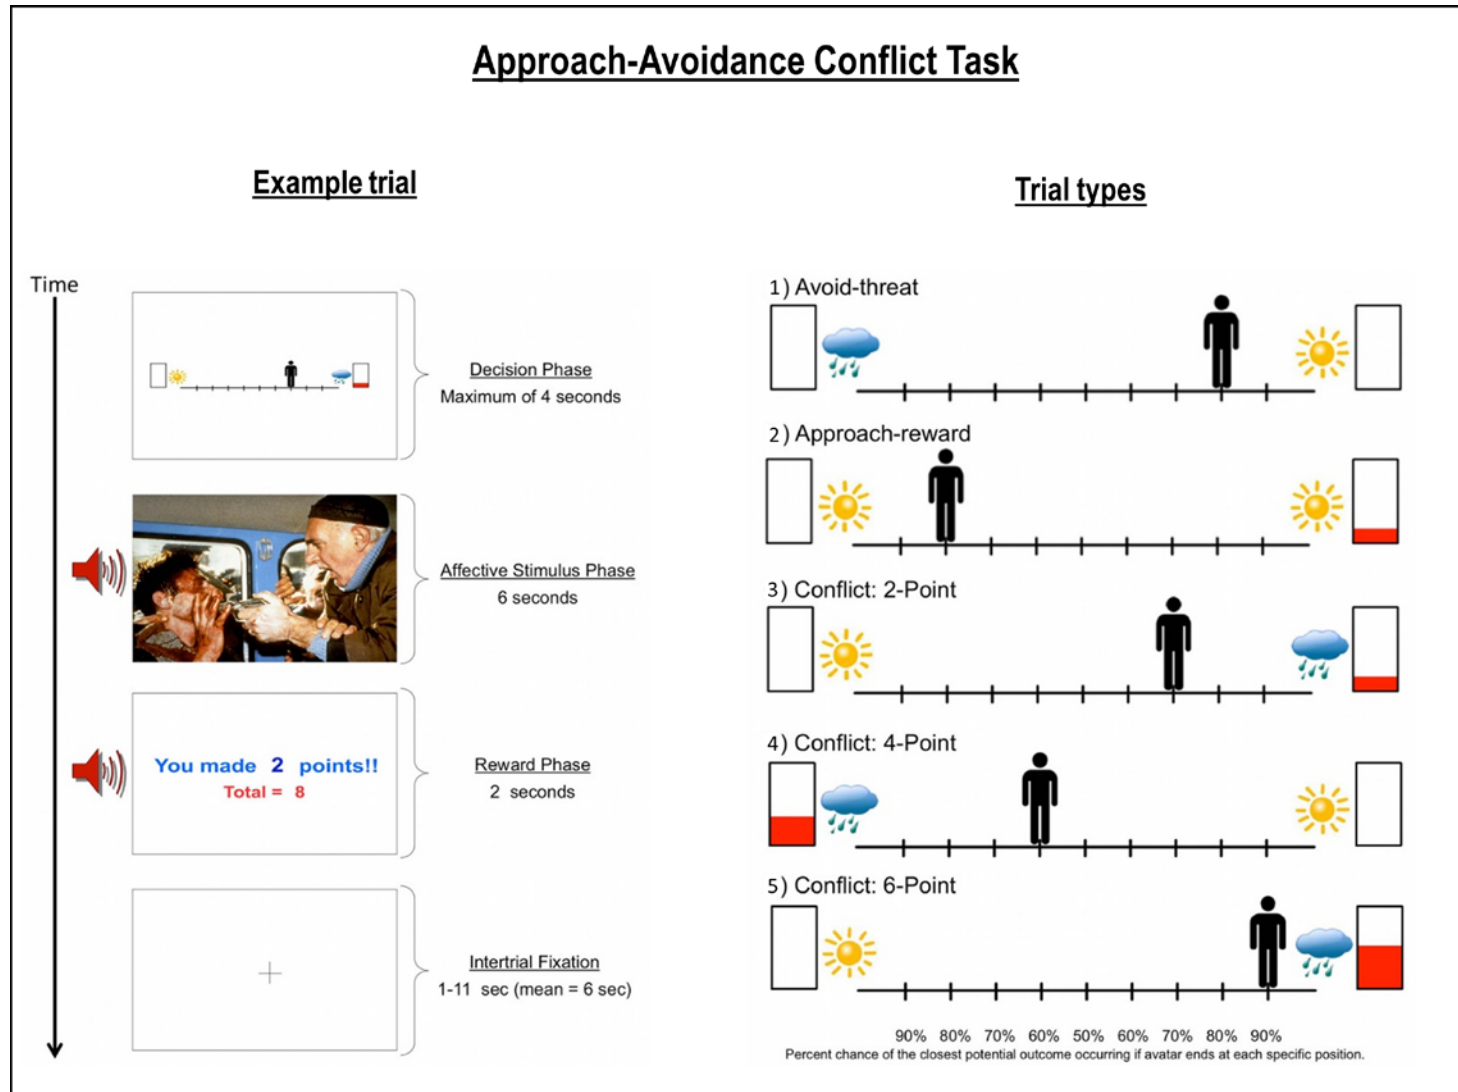 Approach-Avoidance Conflict Task
Example trial
Time
Decision Phase
Maximum of 4 seconds
Affective Stimulus Phase
6 seconds
You made 2 points!!
Total = 8
Reward Phase
2 seconds
Intertrial Fixation
1-11 sec (mean = 6 sec)
Trial types
1) Avoid-threat
2) Approach-reward
3) Conflict: 2-Point
4) Conflict: 4-Point
5) Conflict: 6-Point
90% 80% 70% 60% 50% 60% 70% 80% 90%
Percent chance of the closest potential outcome occurring if avatar ends at each specific position.